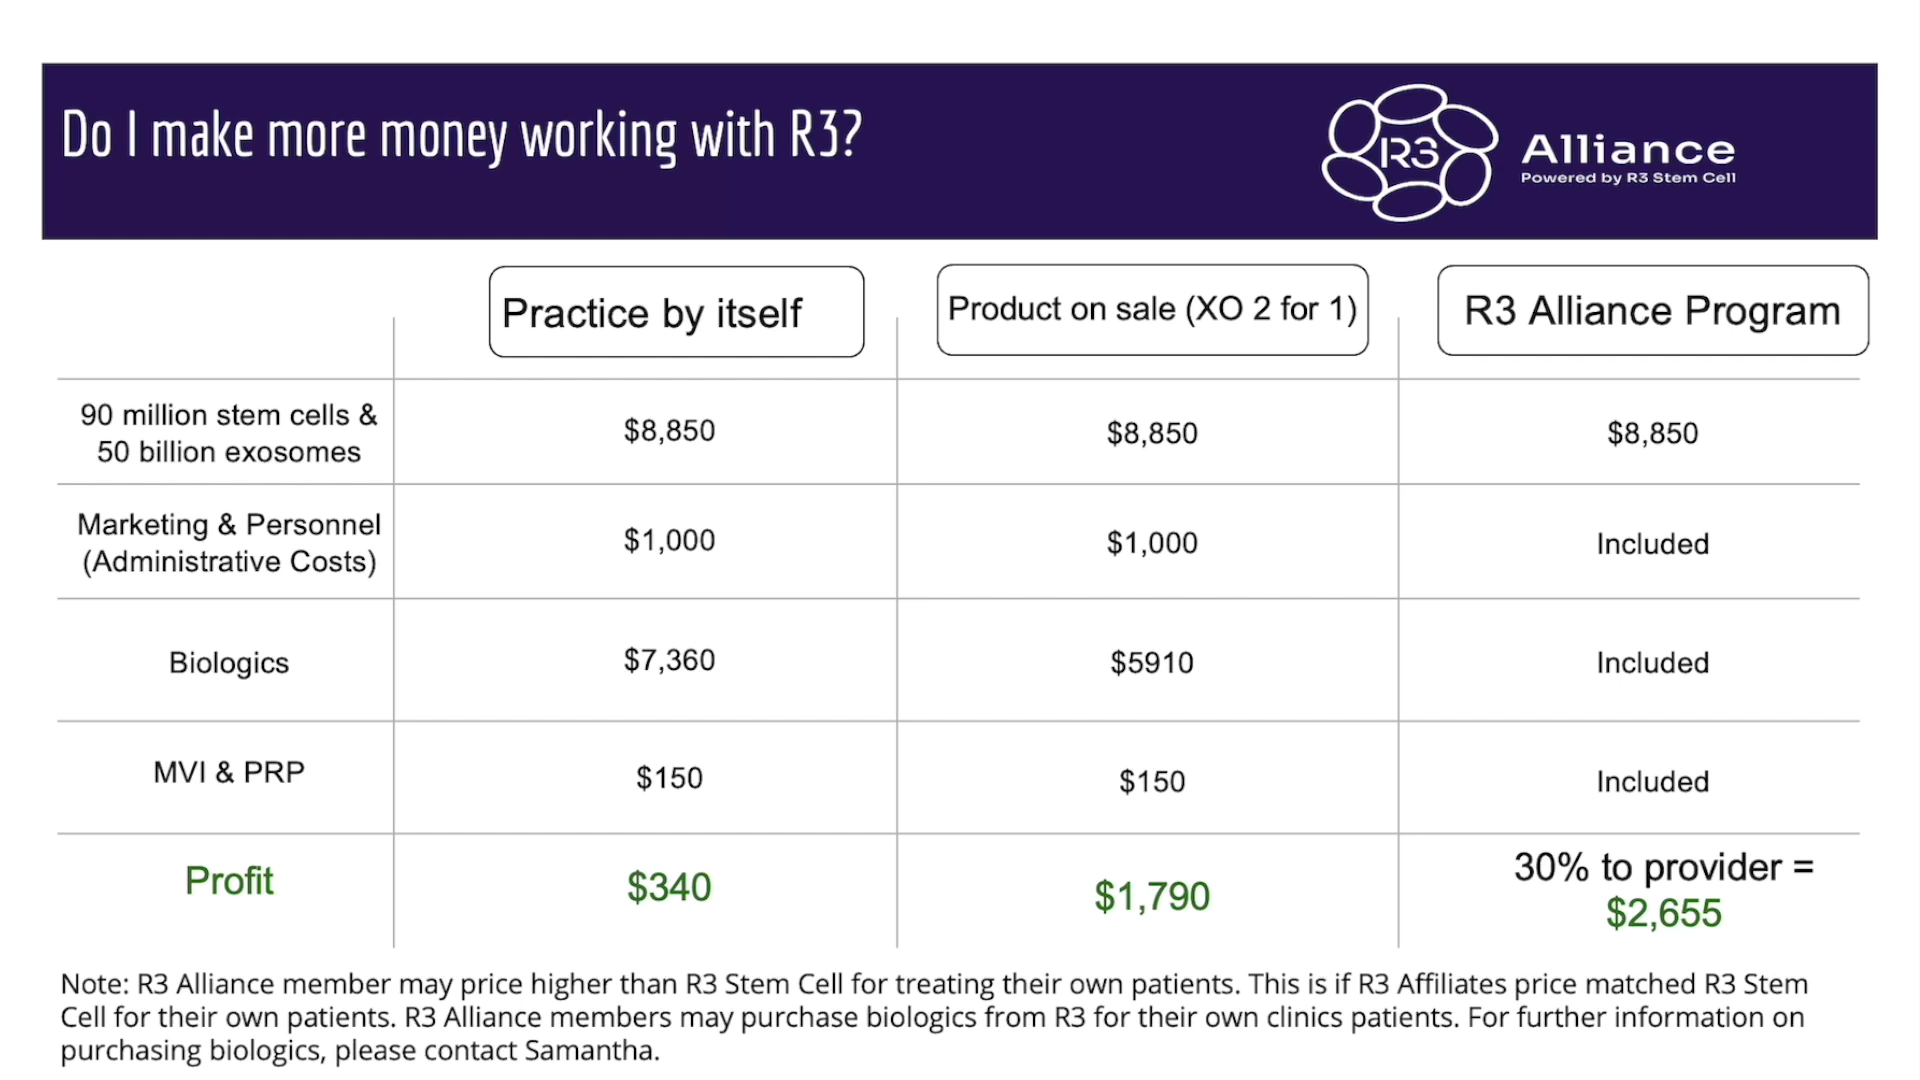 Do I make more money working with R3?
R3
Alliance
Powered by R3 Stem Cell
Practice by itself
Product on sale (XO 2 for 1)
R3 Alliance Program
90 million stem cells &
50 billion exosomes
$8,850
$8,850
$8,850
Marketing & Personnel
(Administrative Costs)
$1,000
$1,000
Included
Biologics
$7,360
$5910
Included
MVI & PRP
$150
$150
Included
Profit
$340
$1,790
30% to provider =
$2,655
Note: R3 Alliance member may price higher than R3 Stem Cell for treating their own patients. This is if R3 Affiliates price matched R3 Stem
Cell for their own patients. R3 Alliance members may purchase biologics from R3 for their own clinics patients. For further information on
purchasing biologics, please contact Samantha.